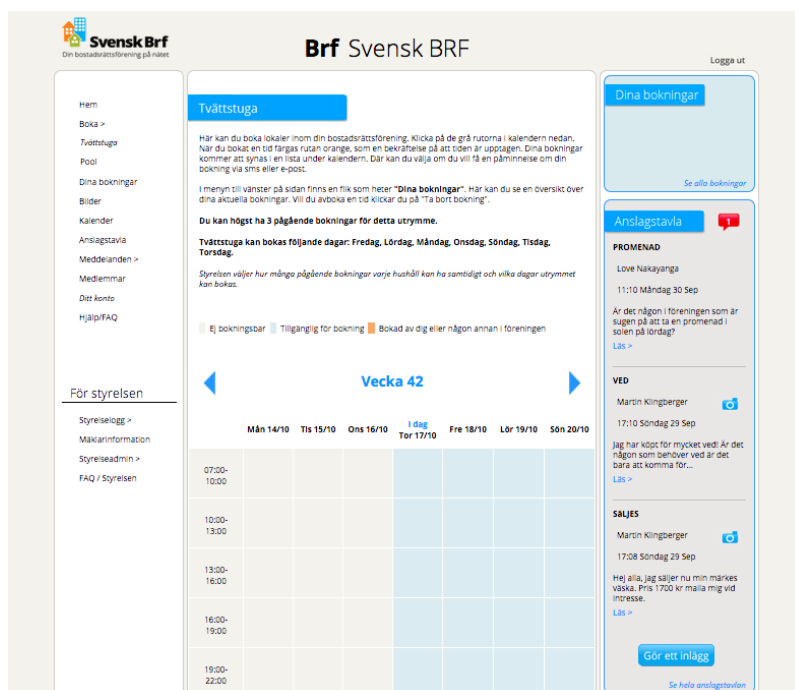 Svensk Brf
Din bostadsrättsförening på nätet
Brf Svensk BRF
Logga ut
Hem
Boka >
Tvättstuga
Pool
Dina bokningar
Bilder
Kalender
Anslagstavla
Meddelanden >
Medlemmar
Ditt konto
Hjälp/FAQ
För styrelsen
Styrelselogg >
Mäklarinformation
Styrelseadmin >
FAQ / Styrelsen
Tvättstuga
Här kan du boka lokaler inom din bostadsrättsförening. Klicka på de grå rutorna i kalendern nedan.
När du bokat en tid färgas rutan orange, som en bekräftelse på att tiden är upptagen. Dina bokningar
kommer att synas i en lista under kalendern. Där kan du välja om du vill få en påminnelse om din
bokning via sms eller e-post.
I menyn till vänster på sidan finns en flik som heter "Dina bokningar". Här kan du se en översikt över
dina aktuella bokningar. Vill du avboka en tid klickar du på "Ta bort bokning".
Du kan högst ha 3 pågående bokningar för detta utrymme.
Tvättstuga kan bokas följande dagar: Fredag, Lördag, Måndag, Onsdag, Söndag, Tisdag,
Torsdag.
Styrelsen väljer hur många pågående bokningar varje hushåll kan ha samtidigt och vilka dagar utrymmet
kan bokas.
Ej bokningsbar Tillgänglig för bokning Bokad av dig eller någon annan i föreningen
Vecka 42
Mån 14/10 Tis 15/10 Ons 16/10 I dag Tor 17/10 Fre 18/10 Lör 19/10 Sön 20/10
07:00-
10:00
10:00-
13:00
13:00-
16:00
16:00-
19:00
19:00-
22:00
Dina bokningar
Se alla bokningar
Anslagstavla
1
PROMENAD
Love Nakayanga
11:10 Måndag 30 Sep
Är det någon i föreningen som är
sugen på att ta en promenad i
solen på lördag?
Läs >
VED
Martin Klingberger
17:10 Söndag 29 Sep
Jag har köpt för mycket ved! Är det
någon som behöver ved är det
bara att komma för...
Läs >
SäLJES
Martin Klingberger
17:08 Söndag 29 Sep
Hej alla, jag säljer nu min märkes
väska. Pris 1700 kr maila mig vid
intresse.
Läs >
Gör ett inlägg
Se hela anslagstavlan